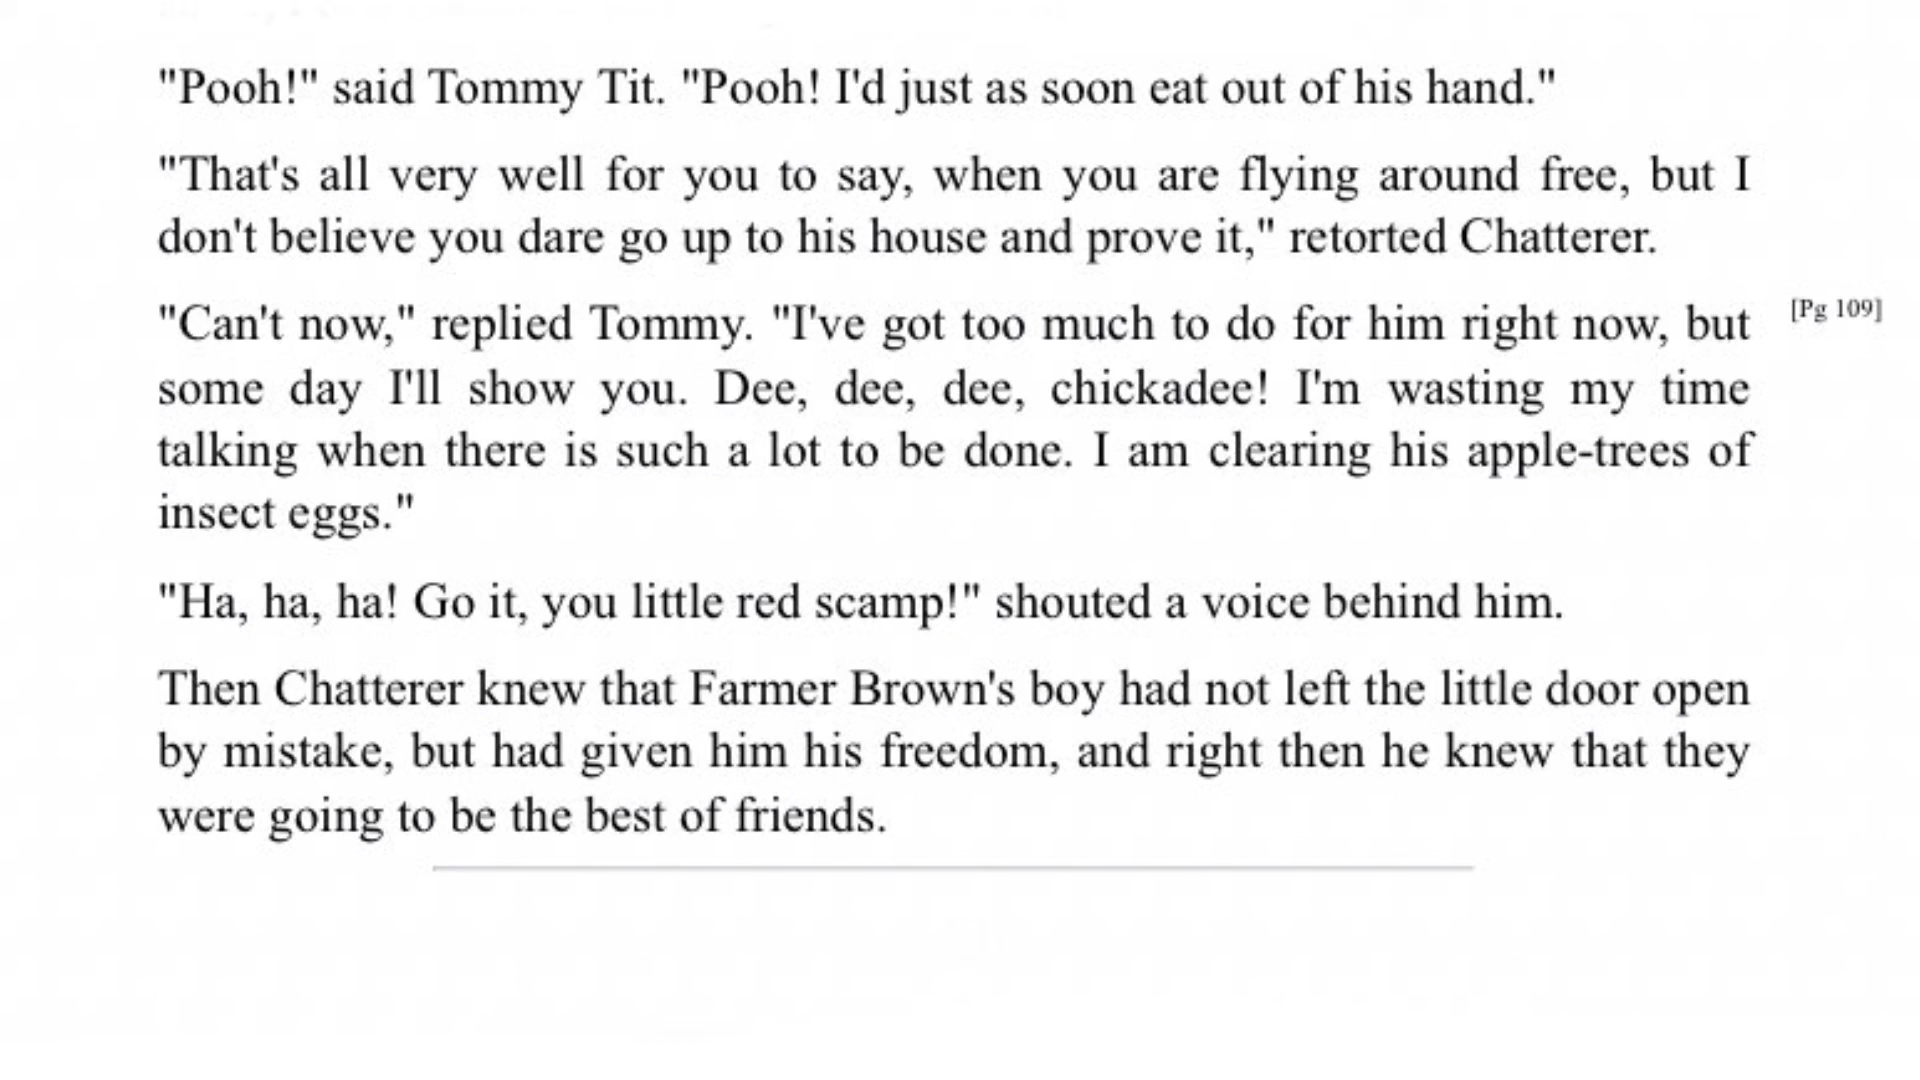 "Pooh!" said Tommy Tit. "Pooh! I'd just as soon eat out of his hand."
"That's all very well for you to say, when you are flying around free, but I
don't believe you dare go up to his house and prove it," retorted Chatterer.
"Can't now," replied Tommy. "I've got too much to do for him right now, but
[Pg 109]
some day I'll show you. Dee, dee, dee, chickadee! I'm wasting my time
talking when there is such a lot to be done. I am clearing his apple-trees of
insect eggs."
"Ha, ha, ha! Go it, you little red scamp!" shouted a voice behind him.
Then Chatterer knew that Farmer Brown's boy had not left the little door open
by mistake, but had given him his freedom, and right then he knew that they
were going to be the best of friends.